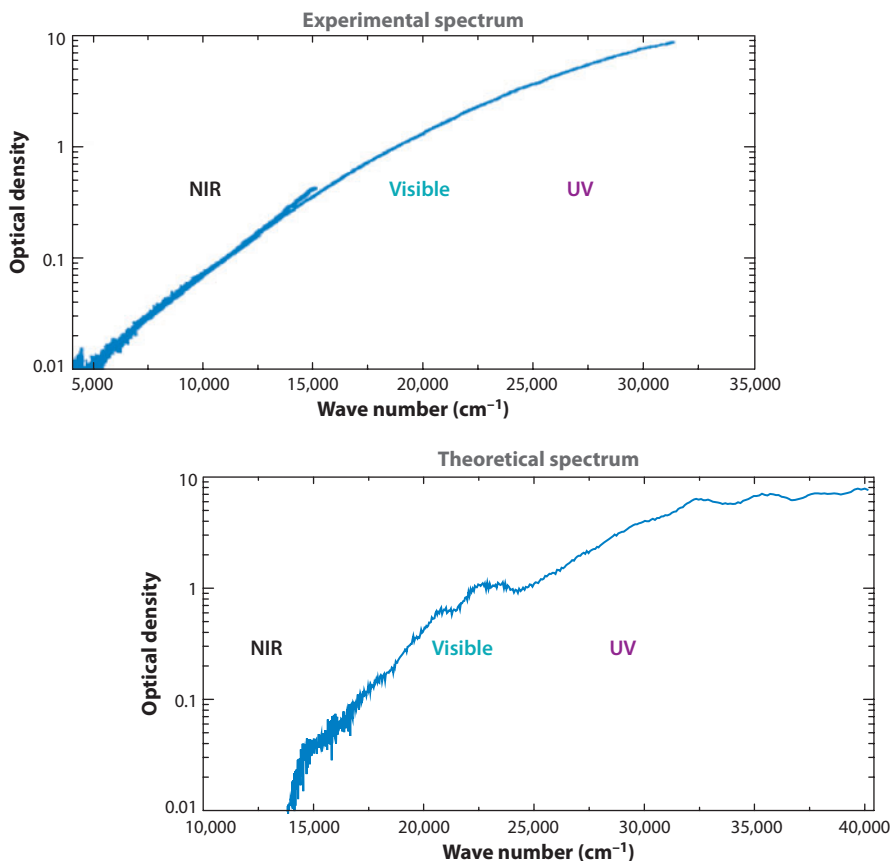 Experimental spectrum
10
1
0.1
0.01
Optical density
NIR
Visible
UV
5,000 10,000 15,000 20,000 25,000 30,000 35,000
Wave number (cm⁻¹)
Theoretical spectrum
10
1
0.1
0.01
Optical density
NIR
Visible
UV
10,000 15,000 20,000 25,000 30,000 35,000 40,000
Wave number (cm⁻¹)